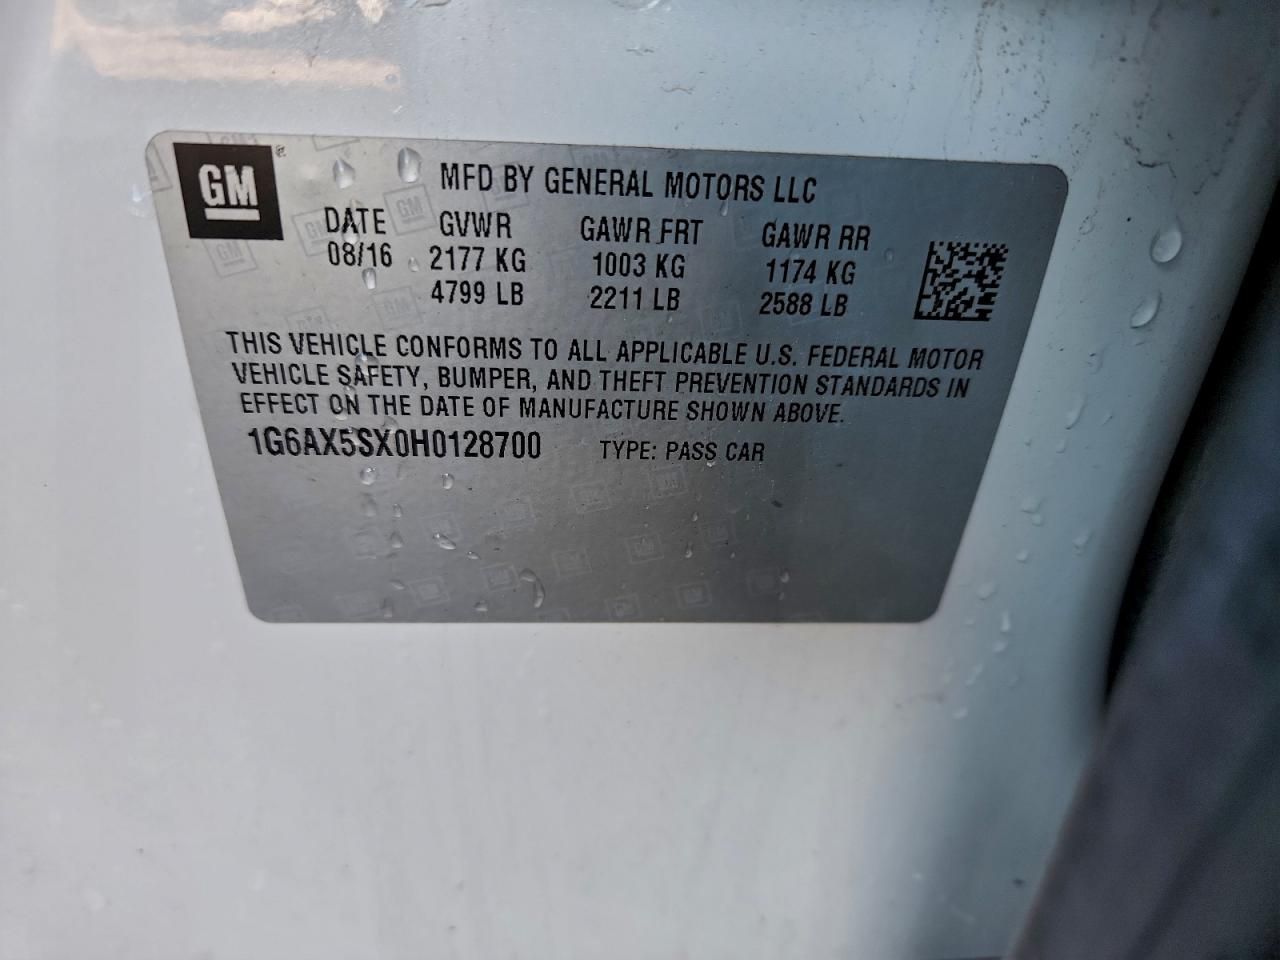 GM
MFD BY GENERAL MOTORS LLC
DATE GVWR GAWR FRT GAWR RR
08/16 2177 KG 1003 KG 1174 KG
4799 LB 2211 LB 2588 LB
THIS VEHICLE CONFORMS TO ALL APPLICABLE U.S. FEDERAL MOTOR
VEHICLE SAFETY, BUMPER, AND THEFT PREVENTION STANDARDS IN
EFFECT ON THE DATE OF MANUFACTURE SHOWN ABOVE.
1G6AX5SX0H0128700 TYPE: PASS CAR